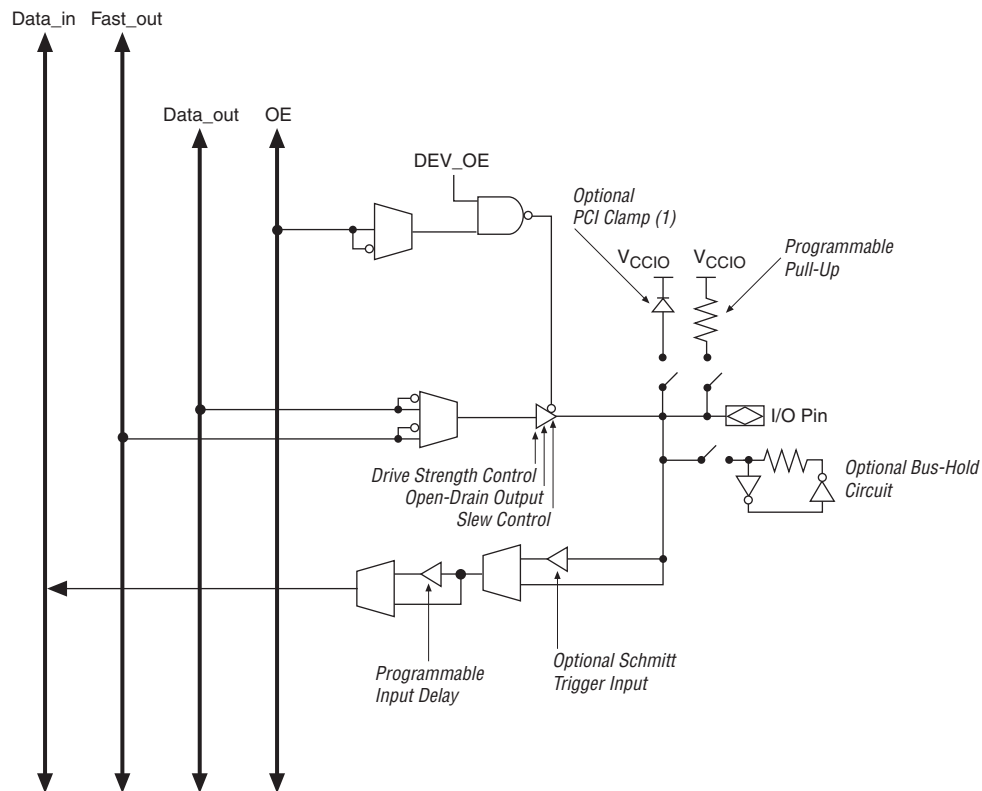 Data_in Fast_out
Data_out OE
DEV_OE
Optional
PCI Clamp (1)
Programmable
Pull-Up
VCCIO VCCIO
I/O Pin
Drive Strength Control
Open-Drain Output
Slew Control
Optional Bus-Hold
Circuit
Programmable
Input Delay
Optional Schmitt
Trigger Input